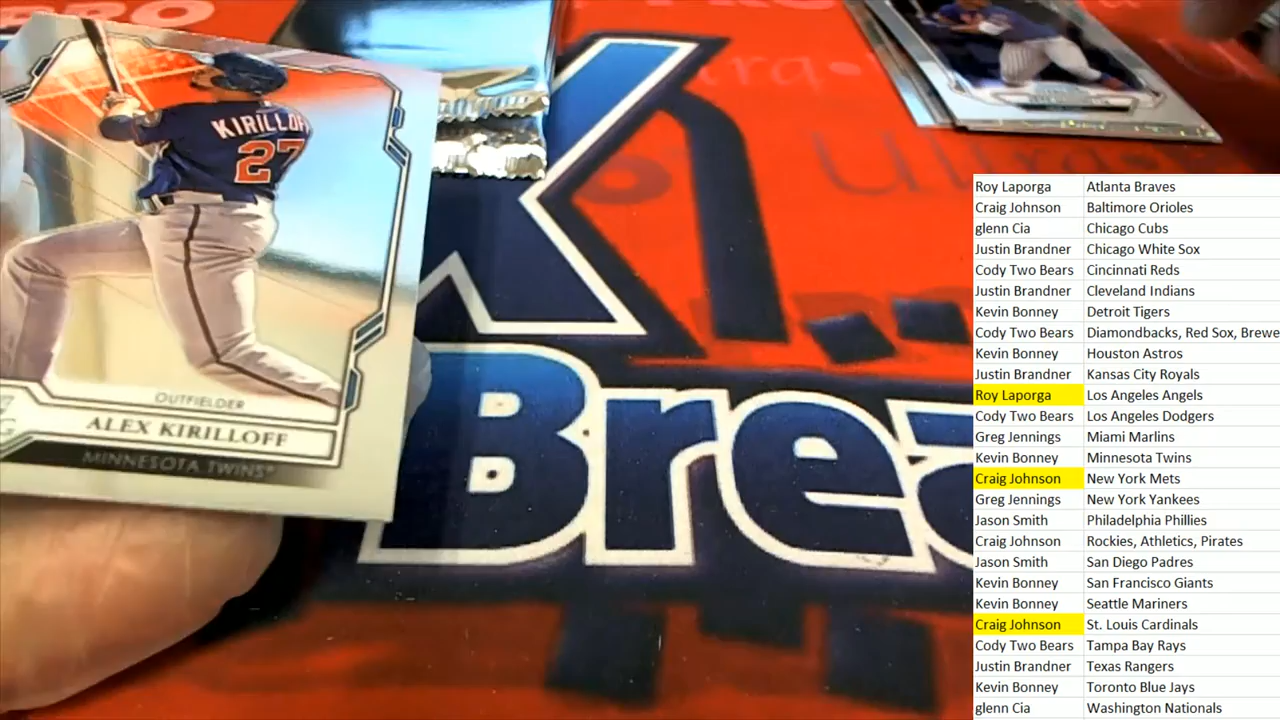 PRO
KIRILLOFF
27
OUTFIELDER
ALEX KIRILLOFF
MINNESOTA TWINS
K
Brea
Ultra
Roy Laporga Atlanta Braves
Craig Johnson Baltimore Orioles
glenn Cia Chicago Cubs
Justin Brandner Chicago White Sox
Cody Two Bears Cincinnati Reds
Justin Brandner Cleveland Indians
Kevin Bonney Detroit Tigers
Cody Two Bears Diamondbacks, Red Sox, Brewe
Kevin Bonney Houston Astros
Justin Brandner Kansas City Royals
Roy Laporga Los Angeles Angels
Cody Two Bears Los Angeles Dodgers
Greg Jennings Miami Marlins
Kevin Bonney Minnesota Twins
Craig Johnson New York Mets
Greg Jennings New York Yankees
Jason Smith Philadelphia Phillies
Craig Johnson Rockies, Athletics, Pirates
Jason Smith San Diego Padres
Kevin Bonney San Francisco Giants
Kevin Bonney Seattle Mariners
Craig Johnson St. Louis Cardinals
Cody Two Bears Tampa Bay Rays
Justin Brandner Texas Rangers
Kevin Bonney Toronto Blue Jays
glenn Cia Washington Nationals